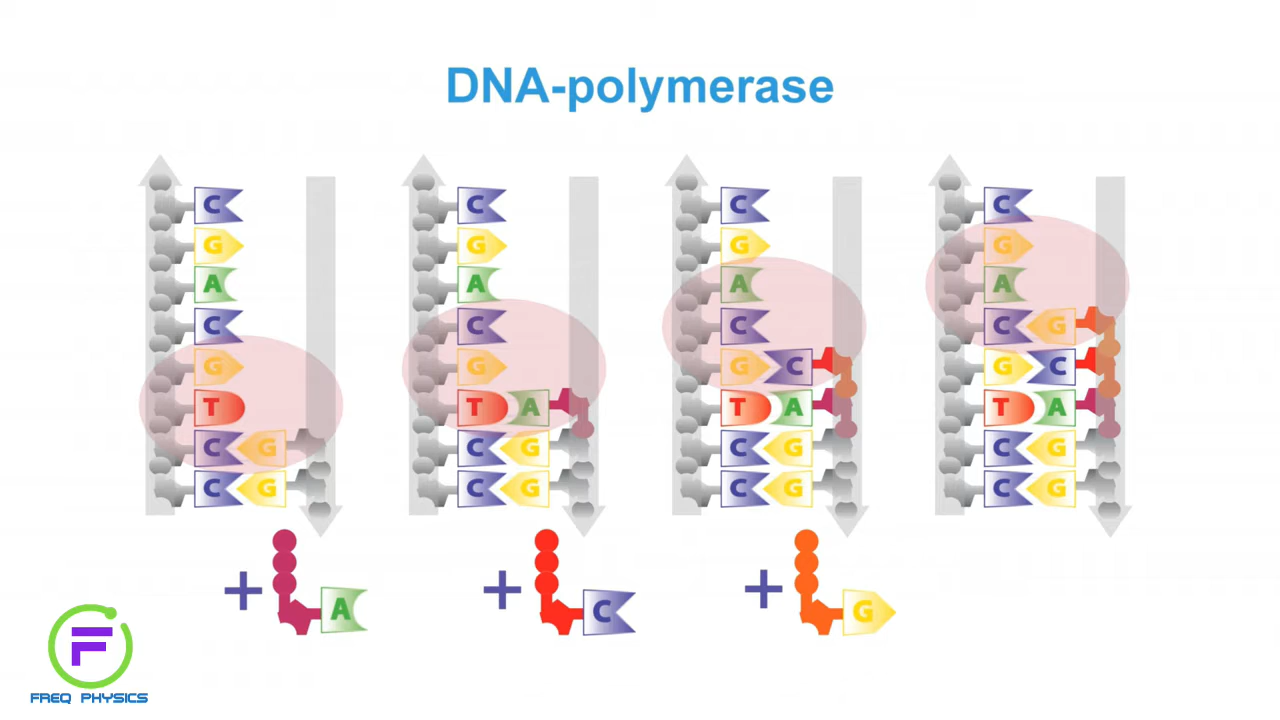 DNA-polymerase
C C C C
G G G G
A A A A
C C C C G
G G G C G C
T T A T A T A
C G C G C G C G
C G C G C G C G
+ A + C + G
F
FREQ PHYSICS